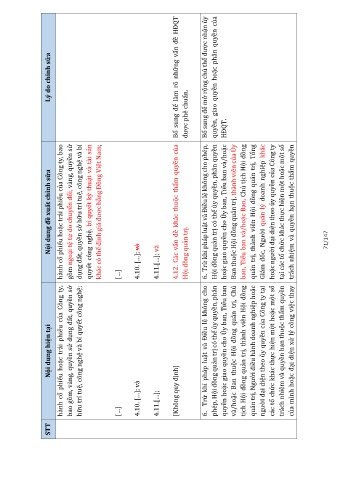 STT
Nội dung hiện tại
Nội dung đề xuất chỉnh sửa
Lý do chỉnh sửa
hành cổ phiếu hoặc trái phiếu của Công ty,
bao gồm, vàng, quyền sử dụng đất, quyền sở
hữu trí tuệ, công nghệ và bí quyết công nghệ;
[...]
4.10. [...]; và
4.11.[...];
[Không quy định]
6. Trừ khi pháp luật và Điều lệ không cho
phép, Hội đồng quản trị có thể ủy quyền, phân
quyền hoặc giao quyền cho Ủy ban, Tiểu ban
và/hoặc Ban thuộc Hội đồng quản trị, Chủ
tịch Hội đồng quản trị, thành viên Hội đồng
quản trị, Người điều hành doanh nghiệp hoặc
người đại diện theo ủy quyền của Công ty tại
các tổ chức khác thực hiện một hoặc một số
trách nhiệm và quyền hạn thuộc thẩm quyền
của mình hoặc đại diện xử lý công việc thay
hành cổ phiếu hoặc trái phiếu của Công ty, bao
gồm ngoại tệ tự do chuyển đổi, vàng, quyền sử
dụng đất, quyền sở hữu trí tuệ, công nghệ và bí
quyết công nghệ, bí quyết kỹ thuật và tài sản
khác có thể định giá được bằng Đồng Việt Nam;
[...]
4.10. [...]; và
4.11.[...]; và
4.12. Các vấn đề khác thuộc thẩm quyền của
Hội đồng quản trị.
6. Trừ khi pháp luật và Điều lệ không cho phép,
Hội đồng quản trị có thể ủy quyền, phân quyền
hoặc giao quyền cho Ủy ban, Tiểu ban và/hoặc
Ban thuộc Hội đồng quản trị, thành viên của Ủy
ban, Tiểu ban và/hoặc Ban, Chủ tịch Hội đồng
quản trị, thành viên Hội đồng quản trị, Tổng
Giám đốc, Người quản lý doanh nghiệp khác
hoặc người đại diện theo ủy quyền của Công ty
tại các tổ chức khác thực hiện một hoặc một số
trách nhiệm và quyền hạn thuộc thẩm quyền
Bổ sung để làm rõ những vấn đề HĐQT
được phê chuẩn.
Bổ sung để mở rộng chủ thể được nhận ủy
quyền, giao quyền hoặc phân quyền của
HĐQT.
71/147